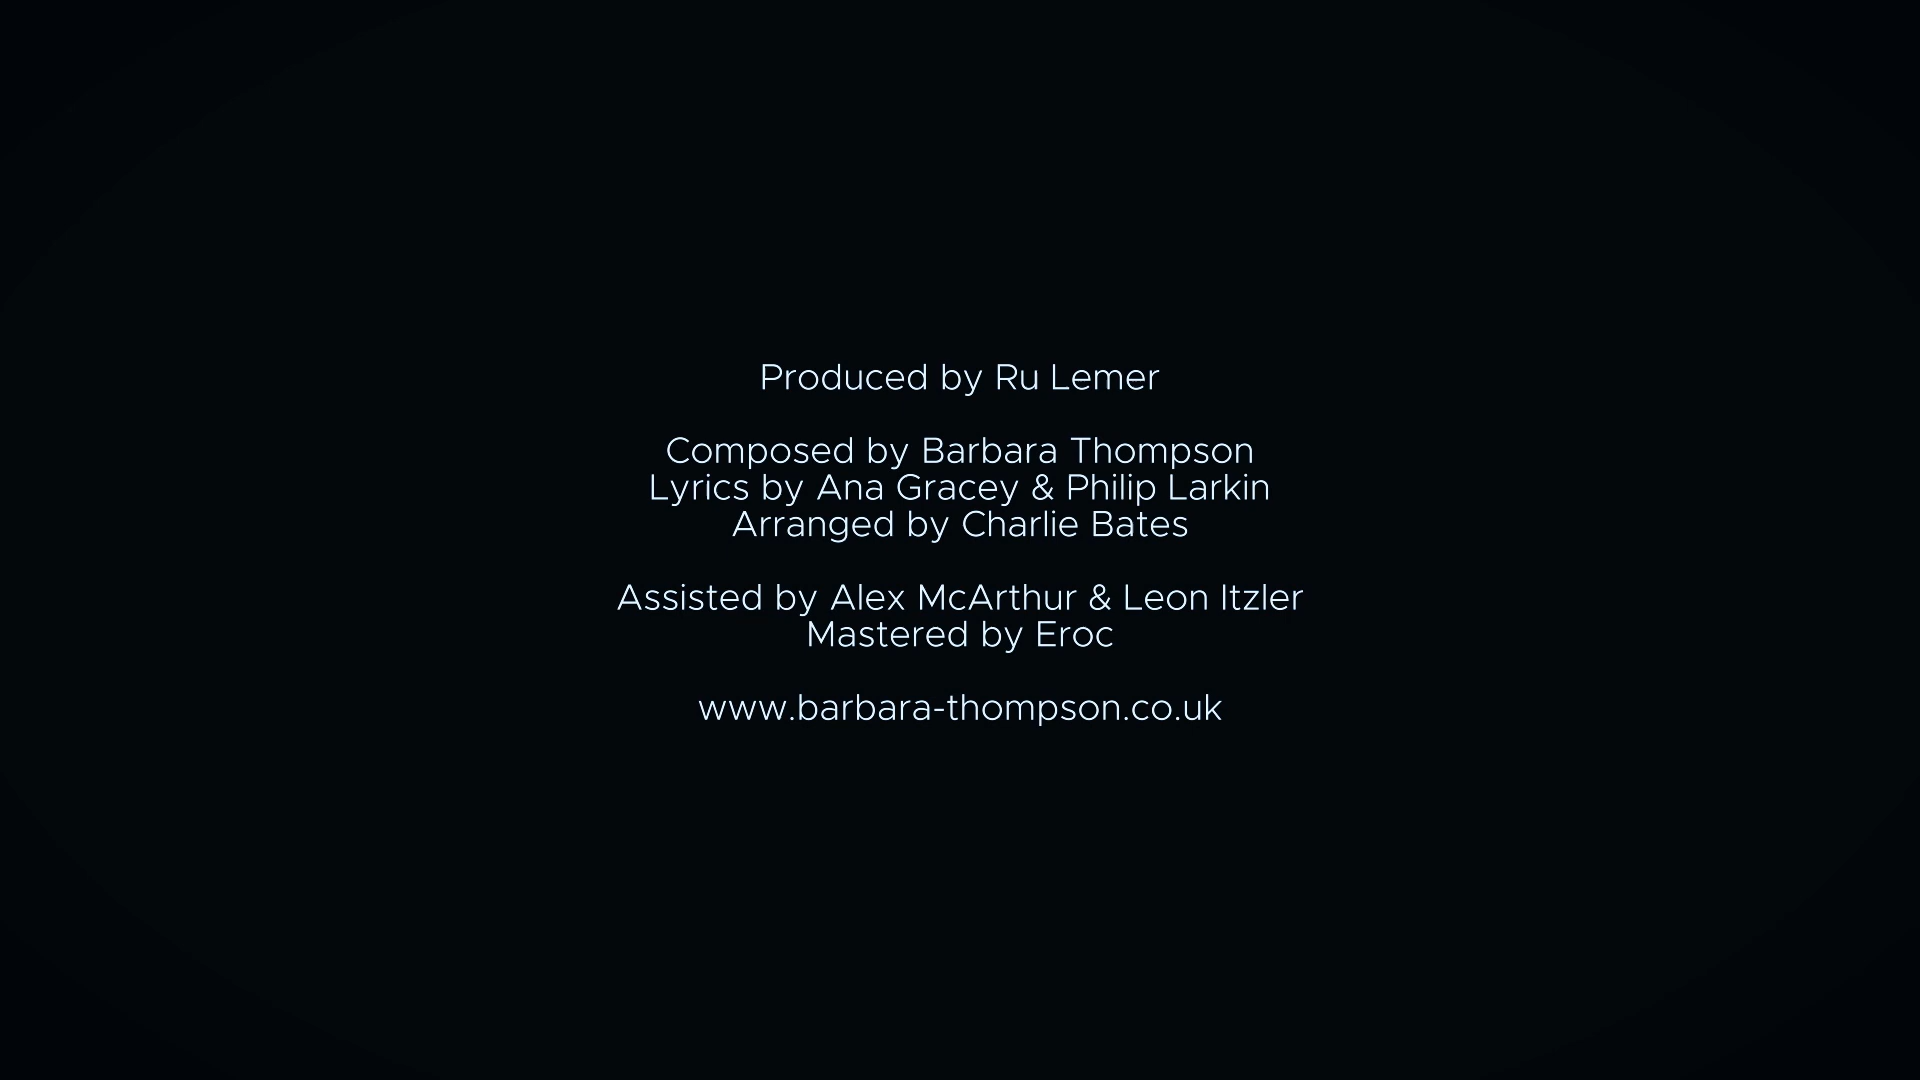 Produced by Ru Lemer
Composed by Barbara Thompson
Lyrics by Ana Gracey & Philip Larkin
Arranged by Charlie Bates
Assisted by Alex McArthur & Leon Itzler
Mastered by Eroc
www.barbara-thompson.co.uk